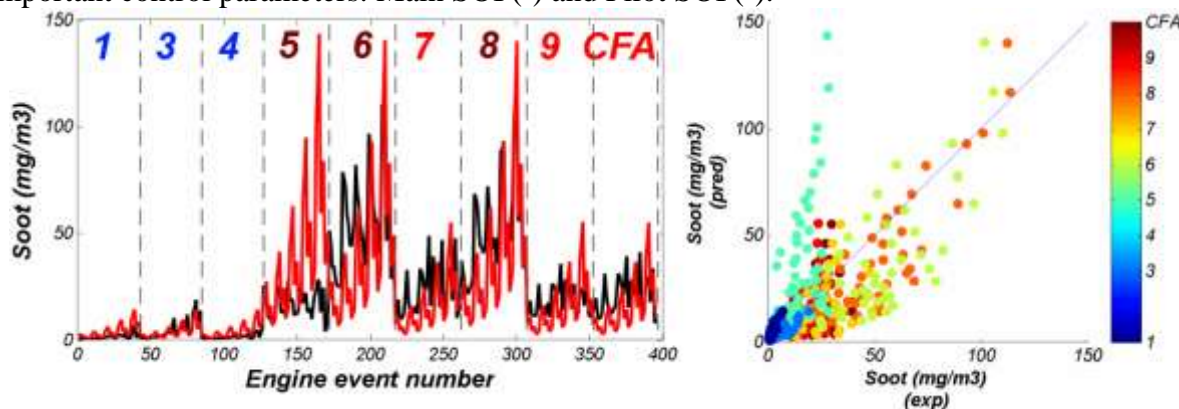 important control parameters: Main SOI and Pilot SOI
150
100
50
0
Soot (mg/m3)
1 3 4 5 6 7 8 9 CFA
0 50 100 150 200 250 300 350 400
Engine event number
150
100
50
0
Soot (mg/m3)
(pred)
0 50 100 150
Soot (mg/m3)
(exp)
CFA
9
8
7
6
5
4
3
1